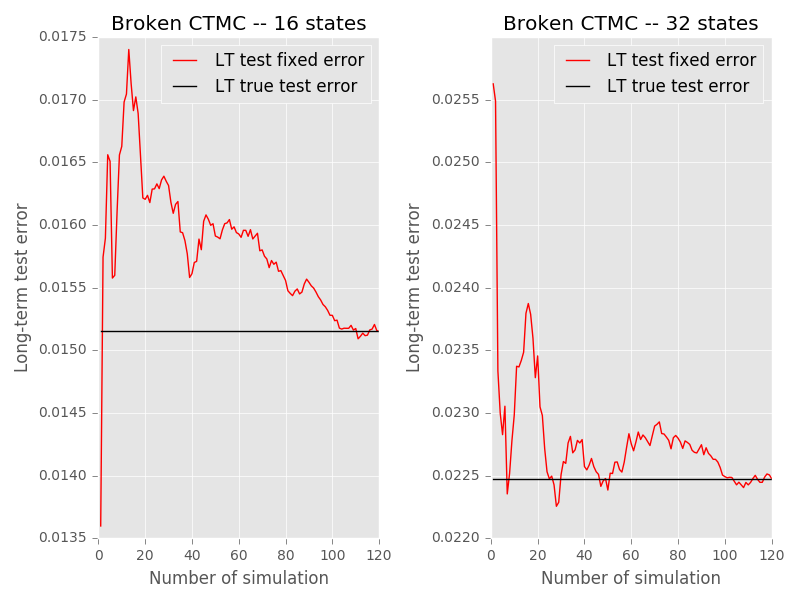 Broken CTMC -- 16 states
LT test fixed error
LT true test error
Long-term test error
0.0175
0.0170
0.0165
0.0160
0.0155
0.0150
0.0145
0.0140
0.0135
0 20 40 60 80 100 120
Number of simulation
Broken CTMC -- 32 states
LT test fixed error
LT true test error
Long-term test error
0.0255
0.0250
0.0245
0.0240
0.0235
0.0230
0.0225
0.0220
0 20 40 60 80 100 120
Number of simulation